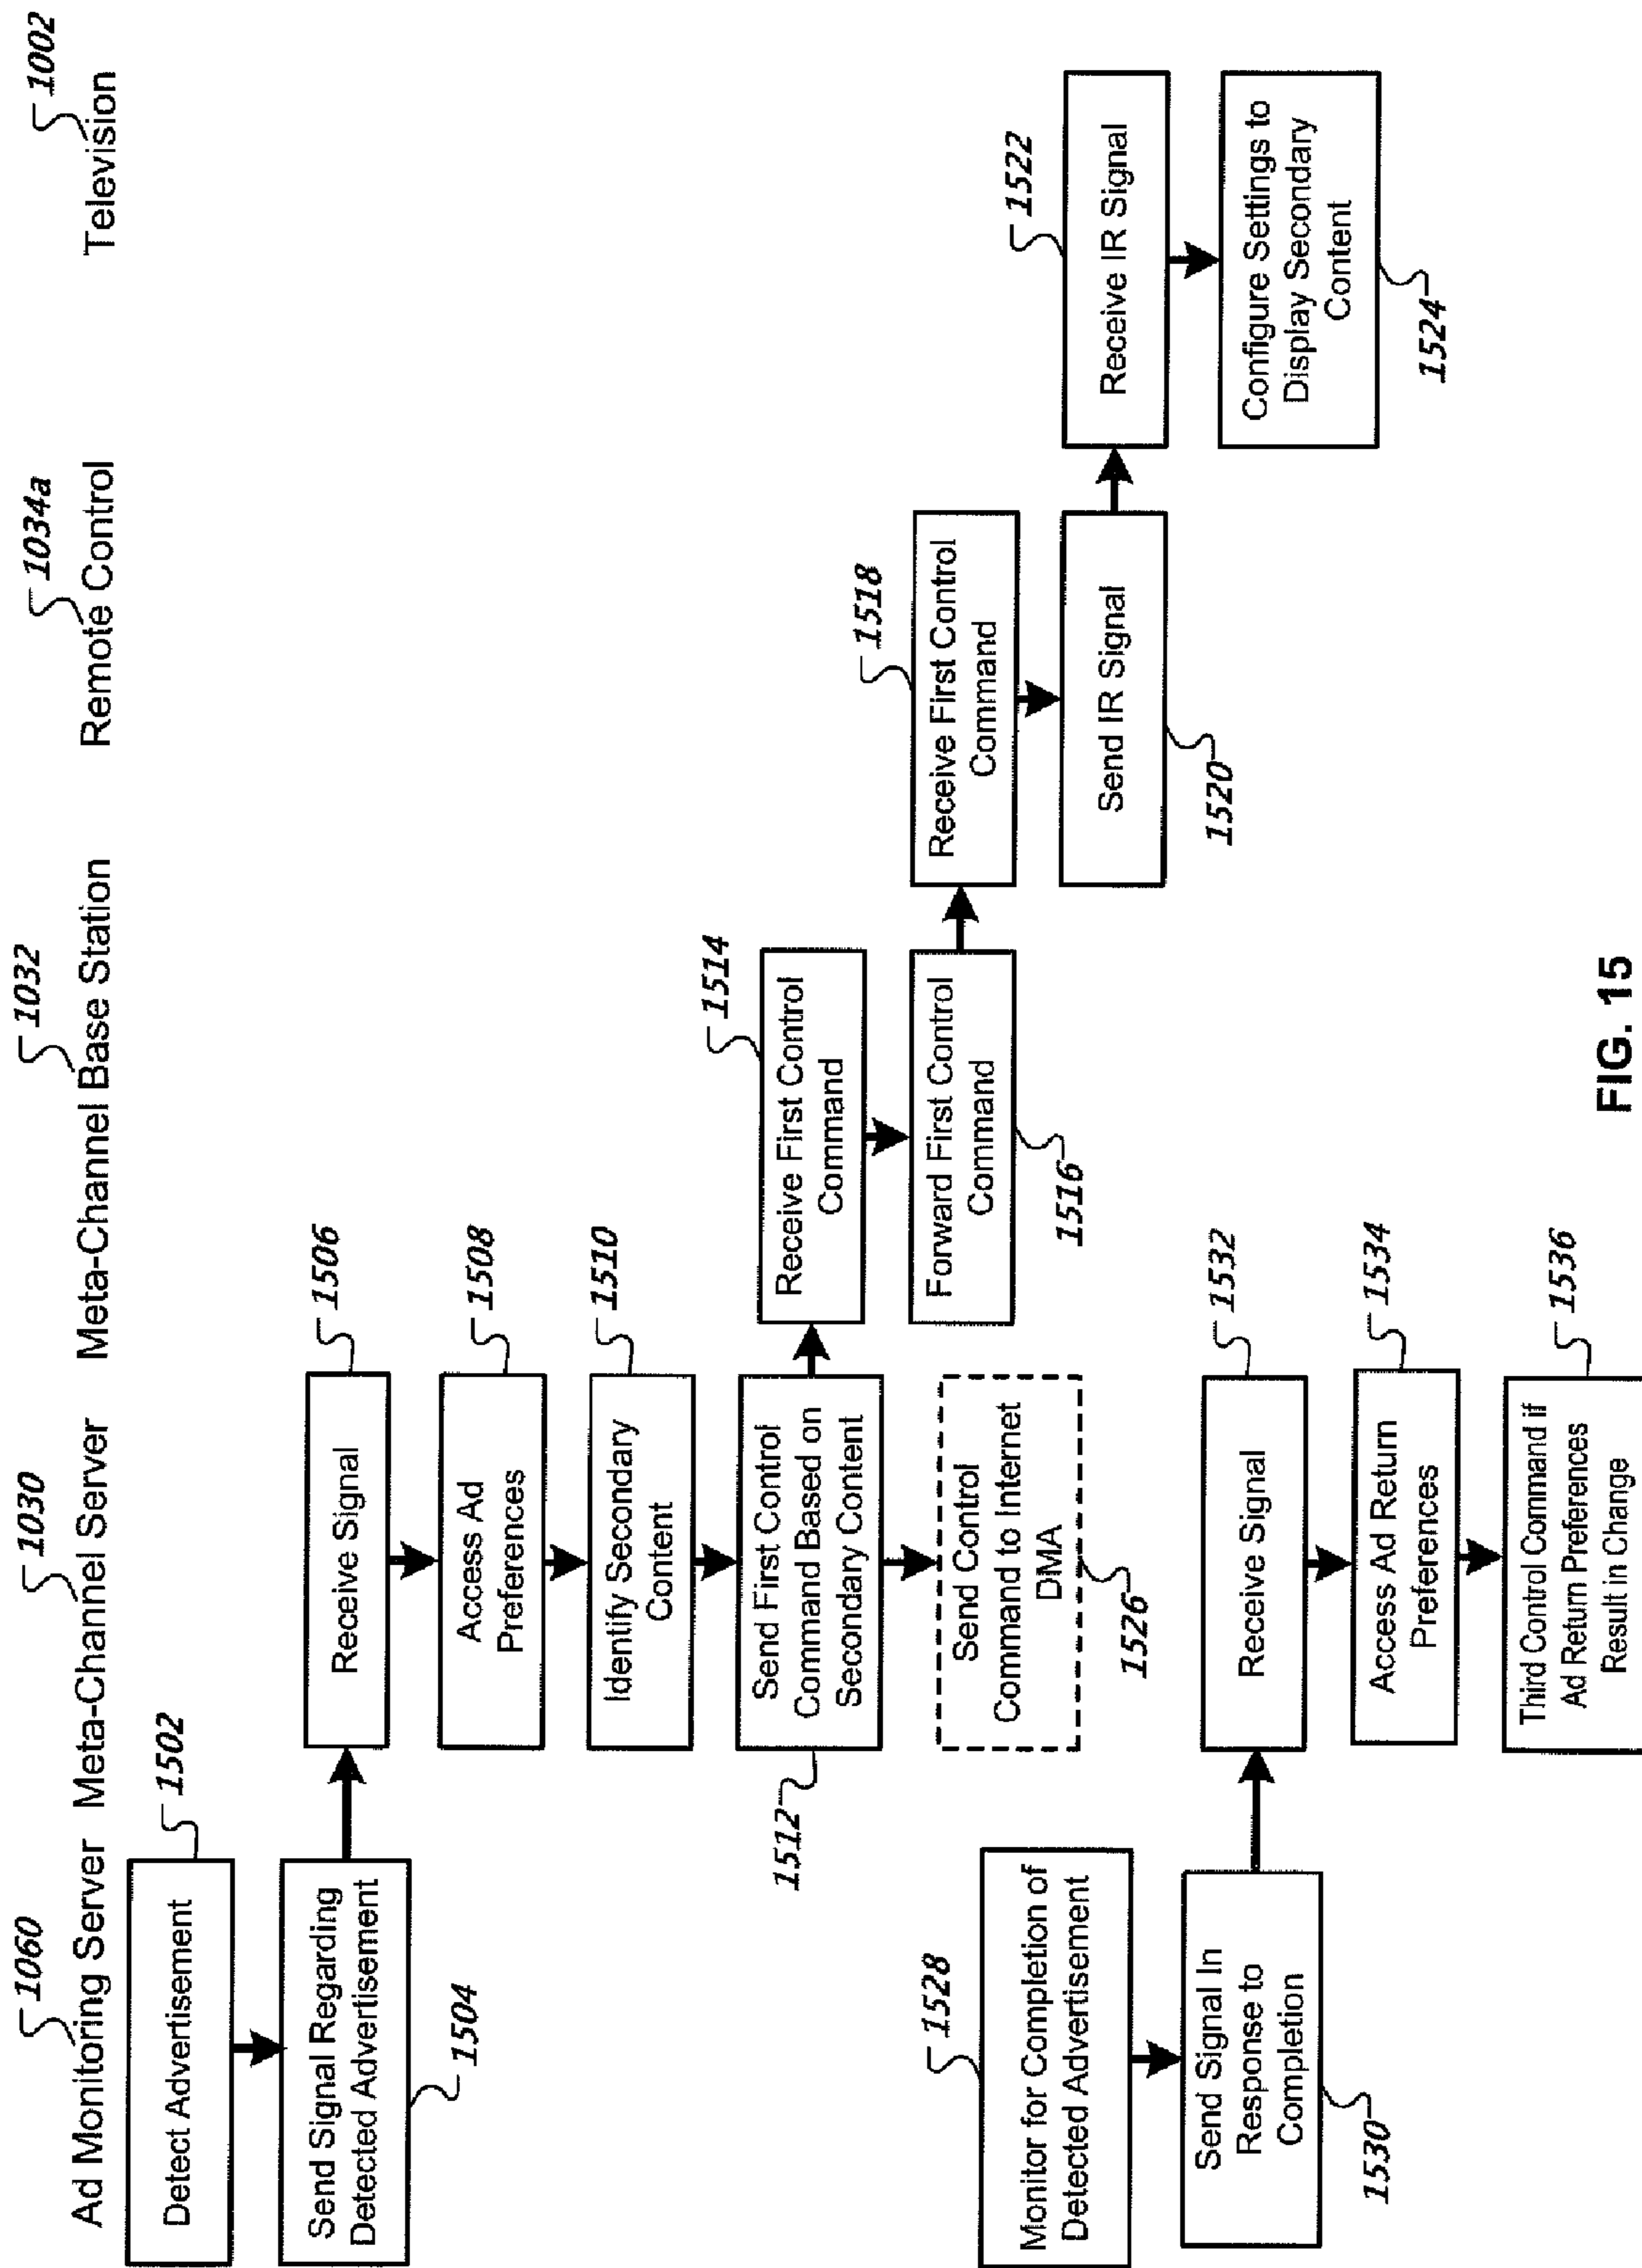 1060
Ad Monitoring Server
1030
Meta-Channel Server
1032
Meta-Channel Base Station
1034a
Remote Control
1002
Television
1502
Detect Advertisement
Send Signal Regarding
Detected Advertisement
1504
1506
Receive Signal
1508
Access Ad
Preferences
1510
Identify Secondary
Content
Send First Control
Command Based on
Secondary Content
1512
1514
Receive First Control
Command
Forward First Control
Command
1516
1518
Receive First Control
Command
Send IR Signal
1520
1522
Receive IR Signal
Configure Settings to
Display Secondary
Content
1524
Send Control
Command to Internet
DMA
1526
1528
Monitor for Completion of
Detected Advertisement
Send Signal In
Response to
Completion
1530
1532
Receive Signal
1534
Access Ad Return
Preferences
1536
Third Control Command if
Ad Return Preferences
Result in Change
FIG. 15